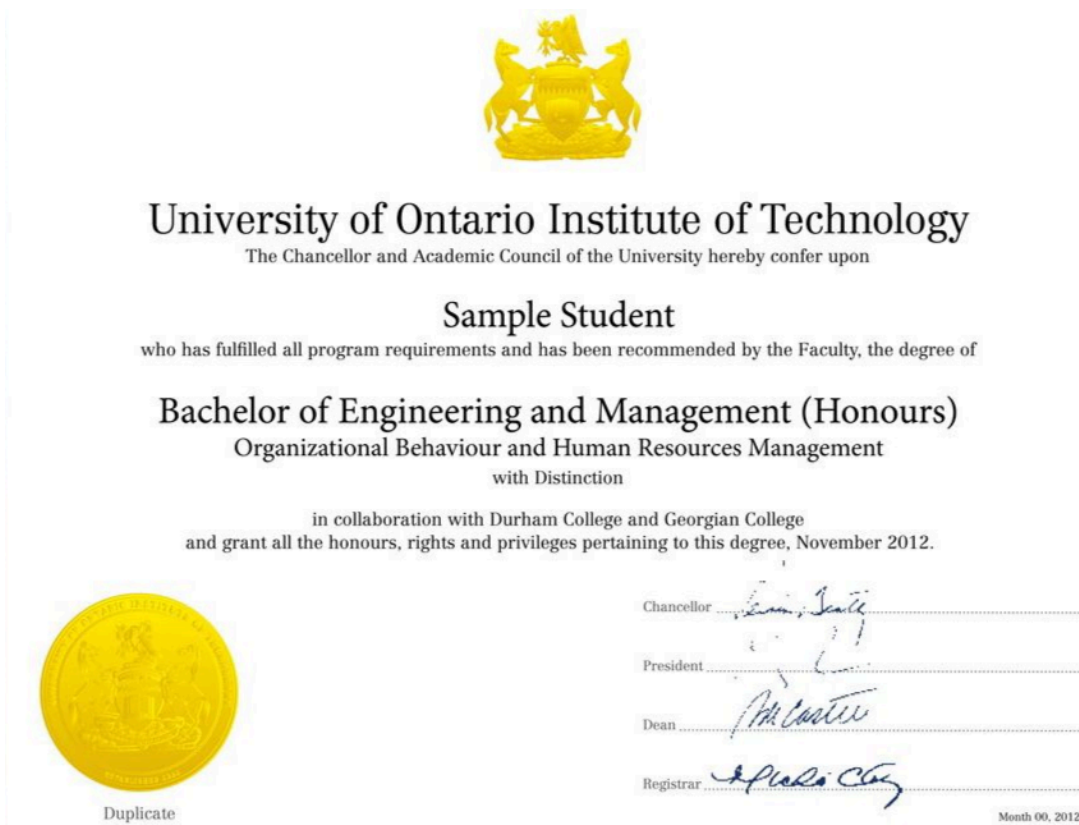 University of Ontario Institute of Technology
The Chancellor and Academic Council of the University hereby confer upon
Sample Student
who has fulfilled all program requirements and has been recommended by the Faculty, the degree of
Bachelor of Engineering and Management (Honours)
Organizational Behaviour and Human Resources Management
with Distinction
in collaboration with Durham College and Georgian College
and grant all the honours, rights and privileges pertaining to this degree, November 2012.
Chancellor
President
Dean
Registrar
Duplicate
Month 00, 2012